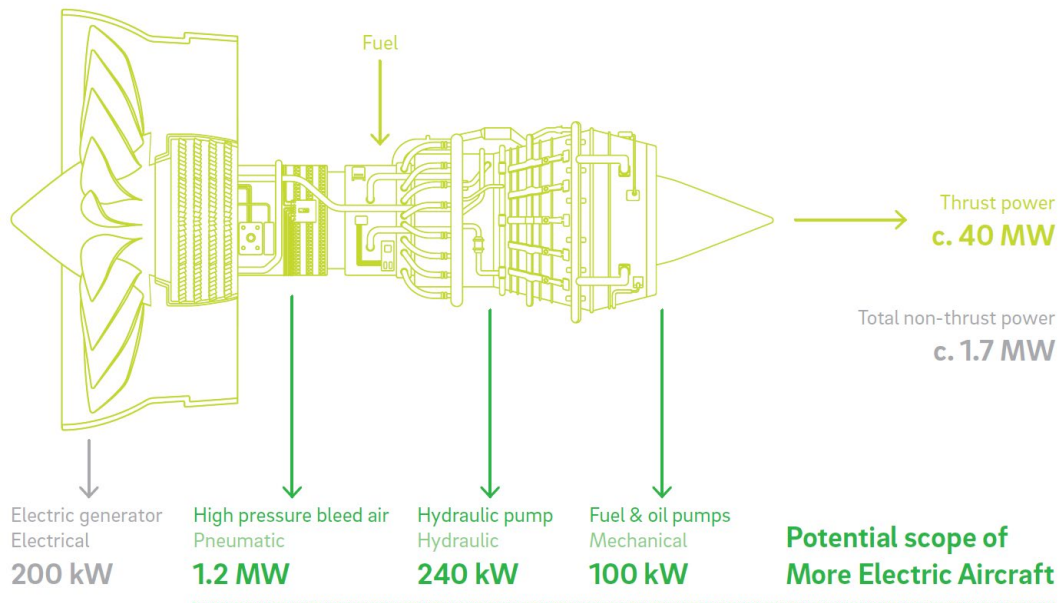 Fuel
Thrust power
c. 40 MW
Total non-thrust power
c. 1.7 MW
Electric generator
Electrical
200 kW
High pressure bleed air
Pneumatic
1.2 MW
Hydraulic pump
Hydraulic
240 kW
Fuel & oil pumps
Mechanical
100 kW
Potential scope of
More Electric Aircraft